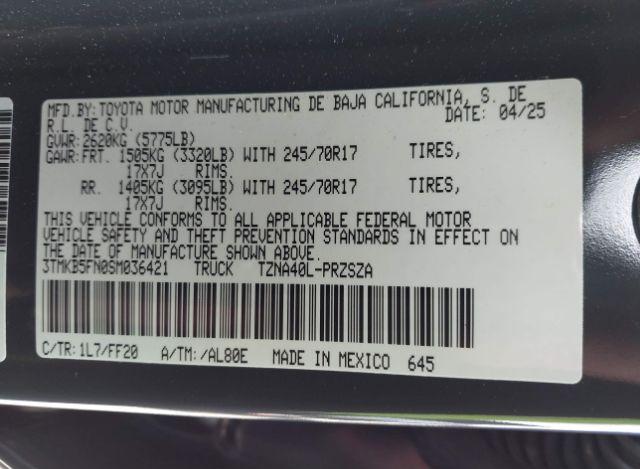 MFD.BY:TOYOTA MOTOR MANUFACTURING DE BAJA CALIFORNIA, S. DE
R.L. DE C.V. DATE: 04/25
GVWR:2620KG (5775LB)
GAWR:FRT. 1505KG (3320LB) WITH 245/70R17 TIRES,
17X7J RIMS.
RR. 1405KG (3095LB) WITH 245/70R17 TIRES,
17X7J RIMS.
THIS VEHICLE CONFORMS TO ALL APPLICABLE FEDERAL MOTOR
VEHICLE SAFETY AND THEFT PREVENTION STANDARDS IN EFFECT ON
THE DATE OF MANUFACTURE SHOWN ABOVE.
3TMKB5FN0SM036421 TRUCK TZNA40L-PRZSZA
C/TR:1L7/FF20 A/TM:/AL80E MADE IN MEXICO 645